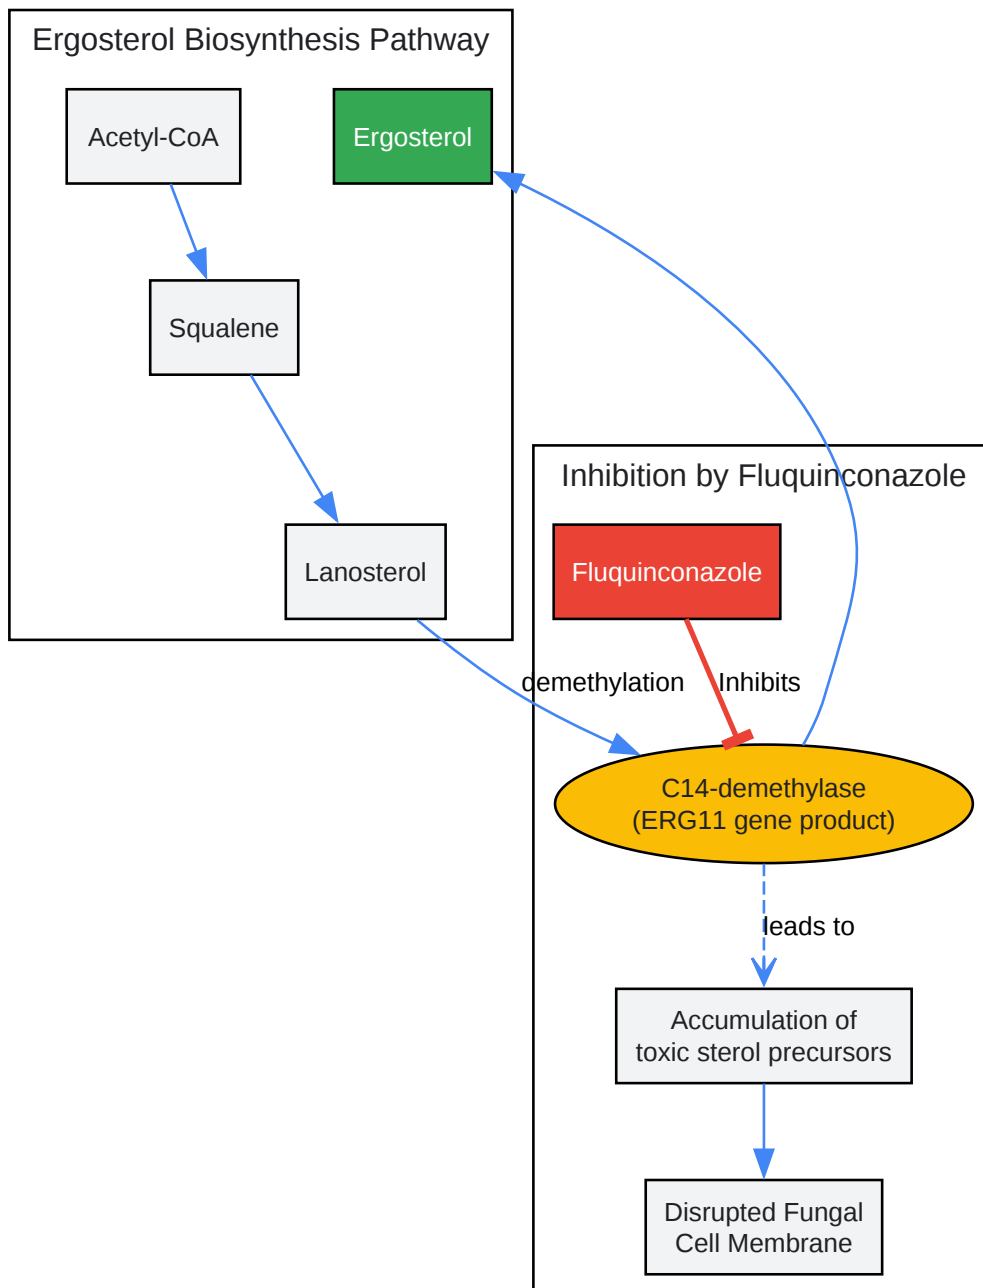 Ergosterol Biosynthesis Pathway
Acetyl-CoA
Ergosterol
Squalene
Lanosterol
Inhibition by Fluquinconazole
Fluquinconazole
demethylation
Inhibits
C14-demethylase
(ERG11 gene product)
leads to
Accumulation of
toxic sterol precursors
Disrupted Fungal
Cell Membrane